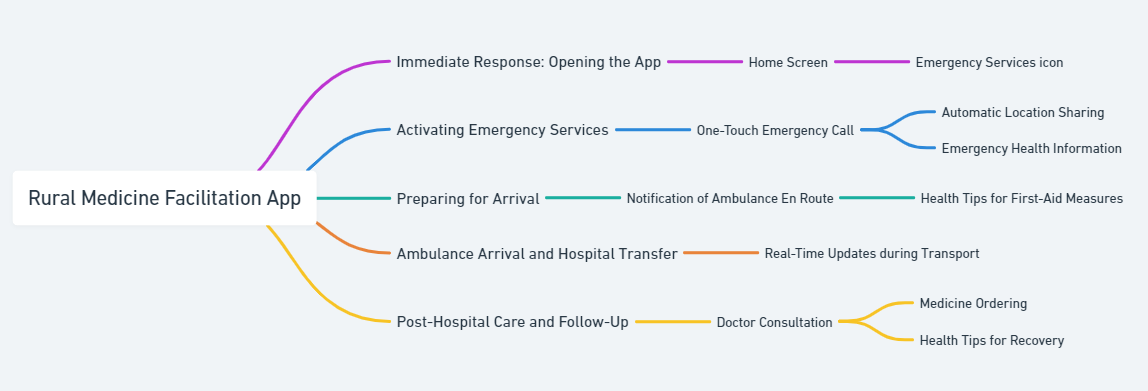 Rural Medicine Facilitation App
Immediate Response: Opening the App
Home Screen
Emergency Services icon
Activating Emergency Services
One-Touch Emergency Call
Automatic Location Sharing
Emergency Health Information
Preparing for Arrival
Notification of Ambulance En Route
Health Tips for First-Aid Measures
Ambulance Arrival and Hospital Transfer
Real-Time Updates during Transport
Post-Hospital Care and Follow-Up
Doctor Consultation
Medicine Ordering
Health Tips for Recovery